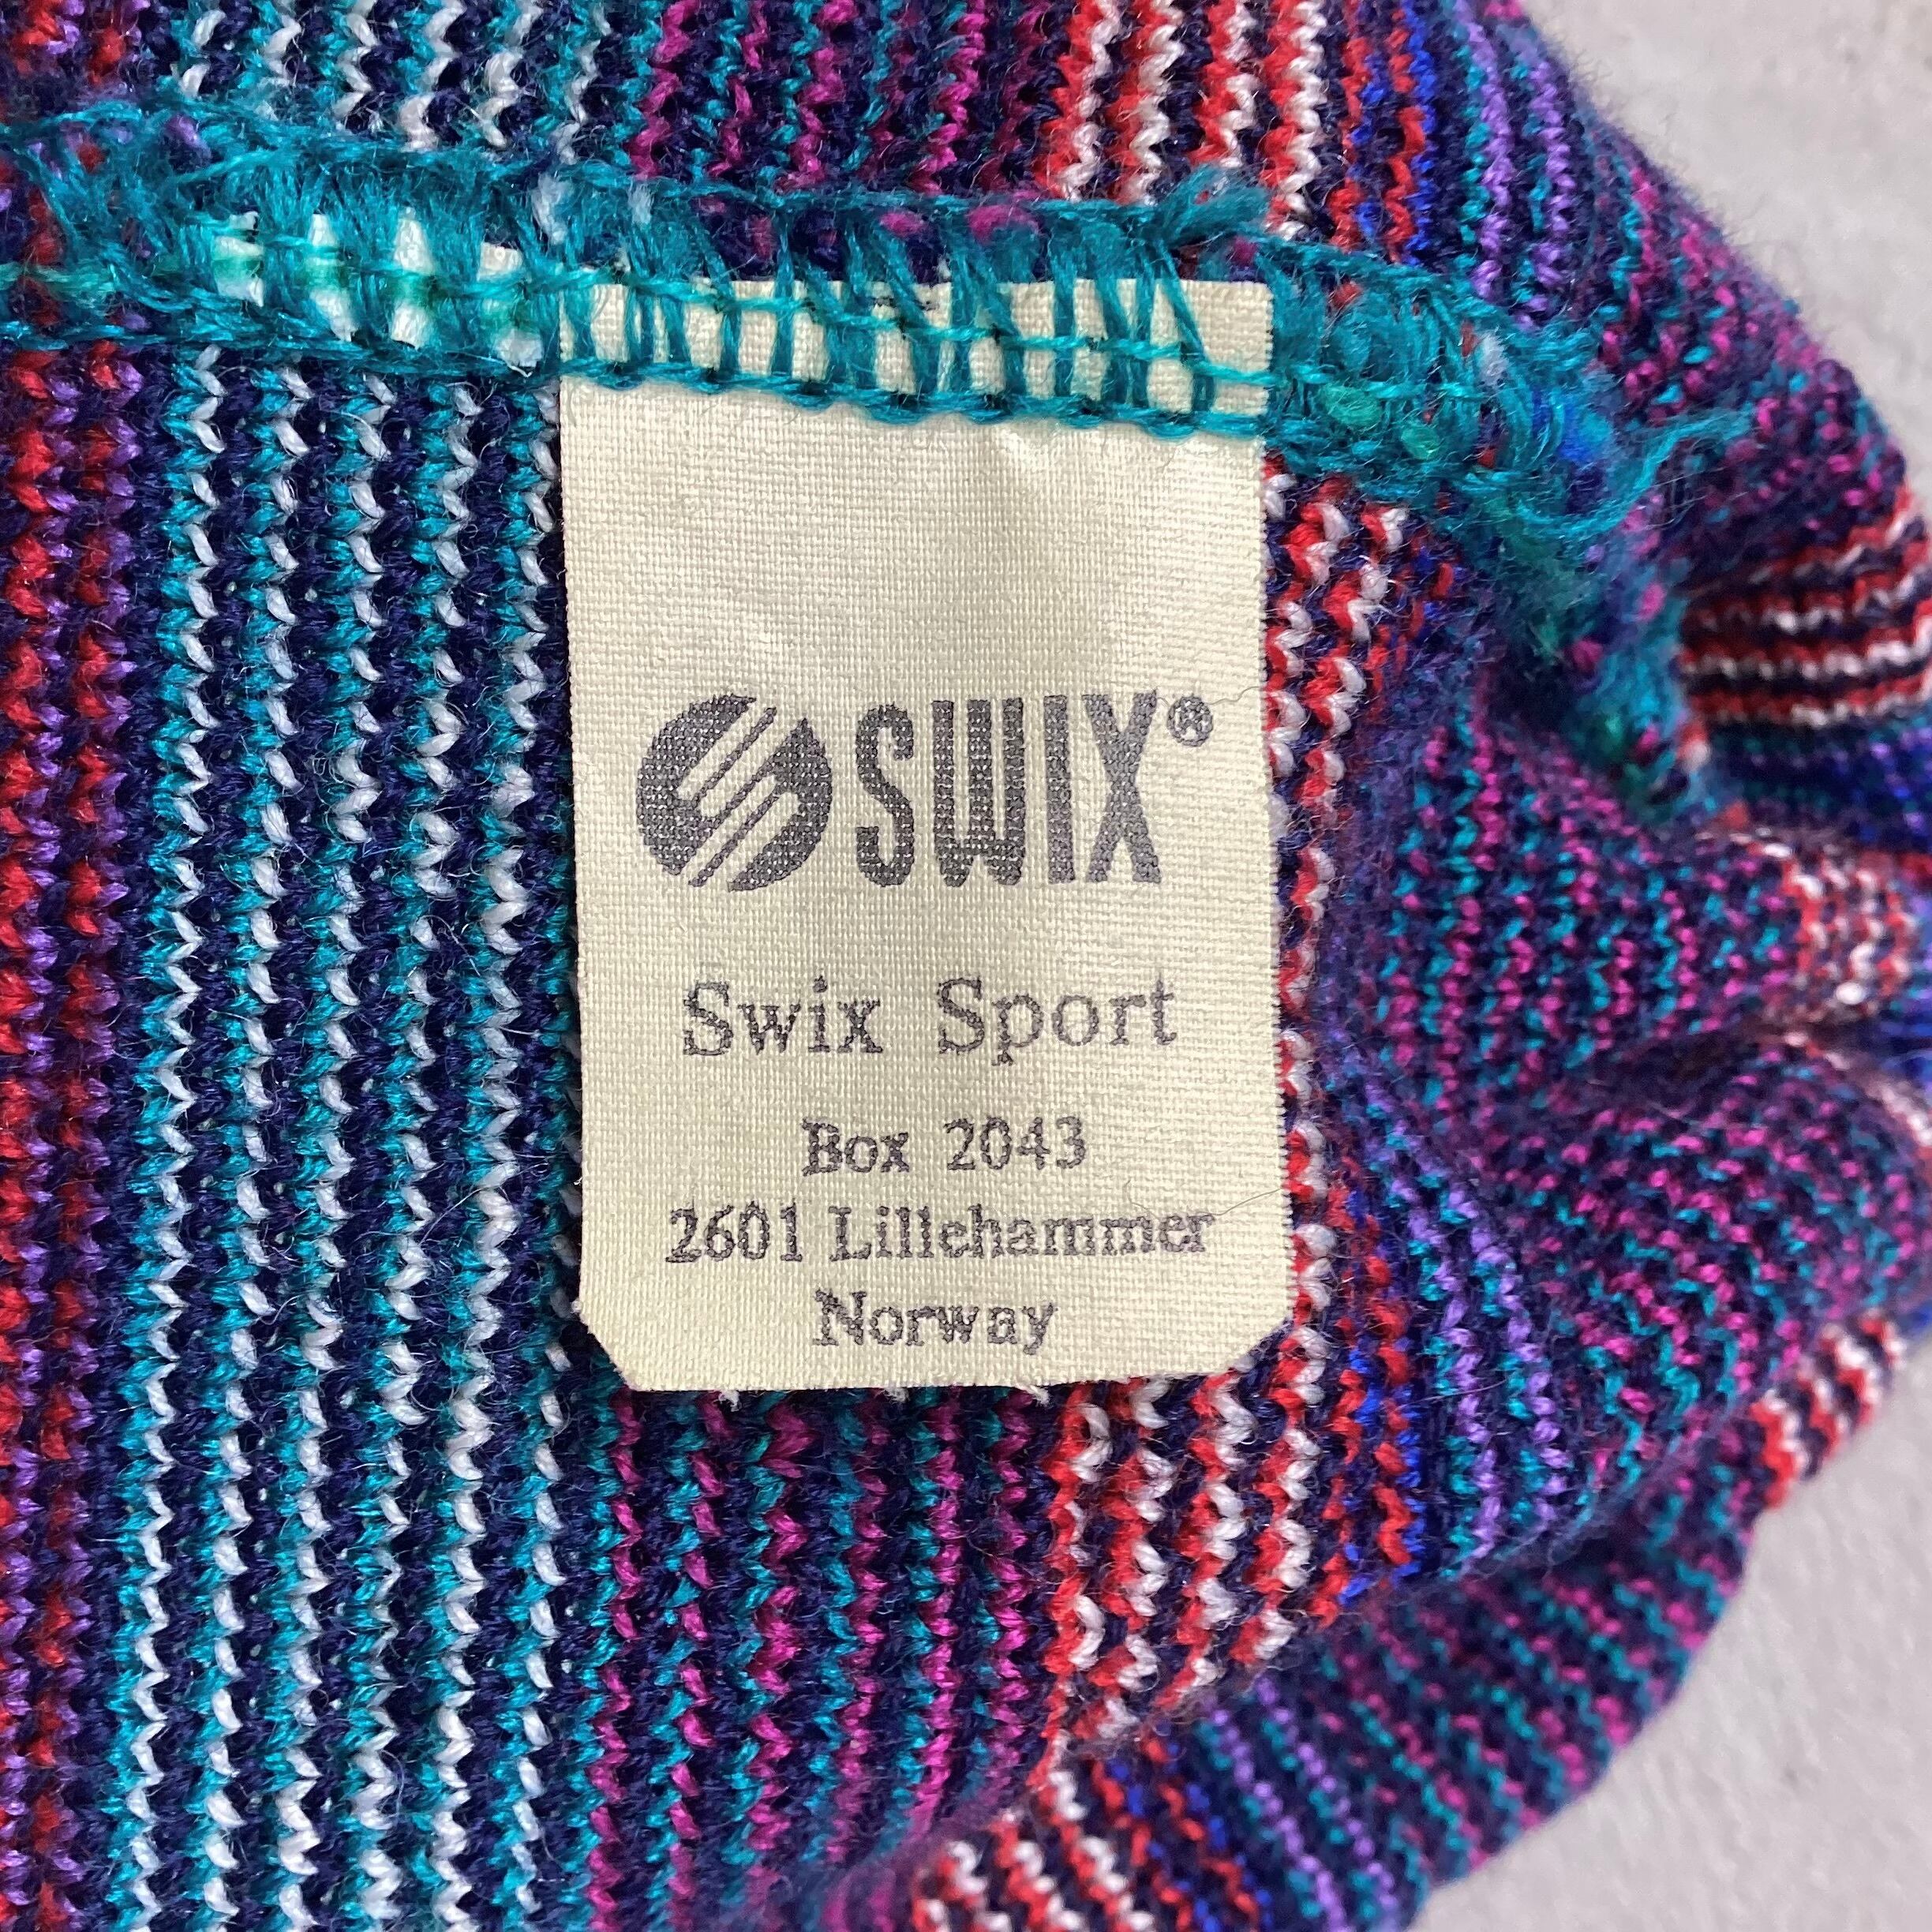 SWIX®
Swix Sport
Box 2043
2601 Lillehammer
Norway